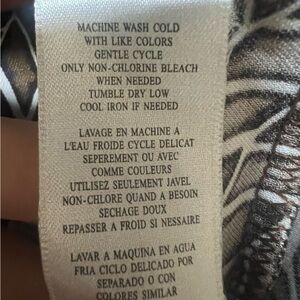 MACHINE WASH COLD
WITH LIKE COLORS
GENTLE CYCLE
ONLY NON-CHLORINE BLEACH
WHEN NEEDED
TUMBLE DRY LOW
COOL IRON IF NEEDED
LAVAGE EN MACHINE A
L'EAU FROIDE CYCLE DELICAT
SEPEREMENT OU AVEC
COMME COULEURS
UTILISEZ SEULEMENT JAVEL
NON-CHLORE QUAND A BESOIN
SECHAGE DOUX
REPASSER A FROID SI NESSAIRE
LAVAR A MAQUINA EN AGUA
FRIA CICLO DELICADO POR
SEPARADO O CON
COLORES SIMILAR